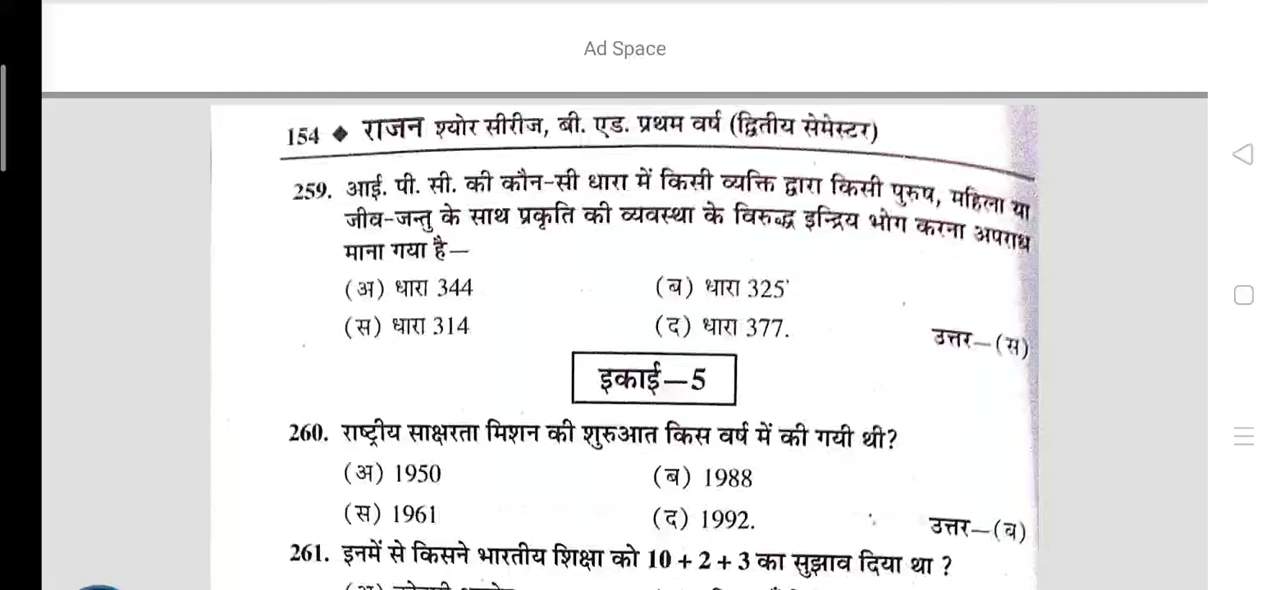 Ad Space
154 ◆ राजन श्योर सीरीज, बी. एड. प्रथम वर्ष (द्वितीय सेमेस्टर)
259. आई. पी. सी. की कौन-सी धारा में किसी व्यक्ति द्वारा किसी पुरुष, महिला या
जीव-जन्तु के साथ प्रकृति की व्यवस्था के विरुद्ध इन्द्रिय भोग करना अपराध
माना गया है—
(अ) धारा 344 (ब) धारा 325
(स) धारा 314 (द) धारा 377. उत्तर—(स)
इकाई—5
260. राष्ट्रीय साक्षरता मिशन की शुरुआत किस वर्ष में की गयी थी?
(अ) 1950 (ब) 1988
(स) 1961 (द) 1992. उत्तर—(ब)
261. इनमें से किसने भारतीय शिक्षा को 10 + 2 + 3 का सुझाव दिया था ?